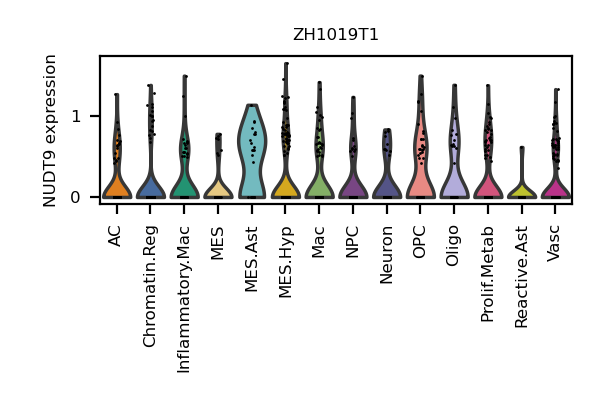 ZH1019T1
NUDT9 expression
1
0
AC
Chromatin.Reg
Inflammatory.Mac
MES
MES.Ast
MES.Hyp
Mac
NPC
Neuron
OPC
Oligo
Prolif.Metab
Reactive.Ast
Vasc